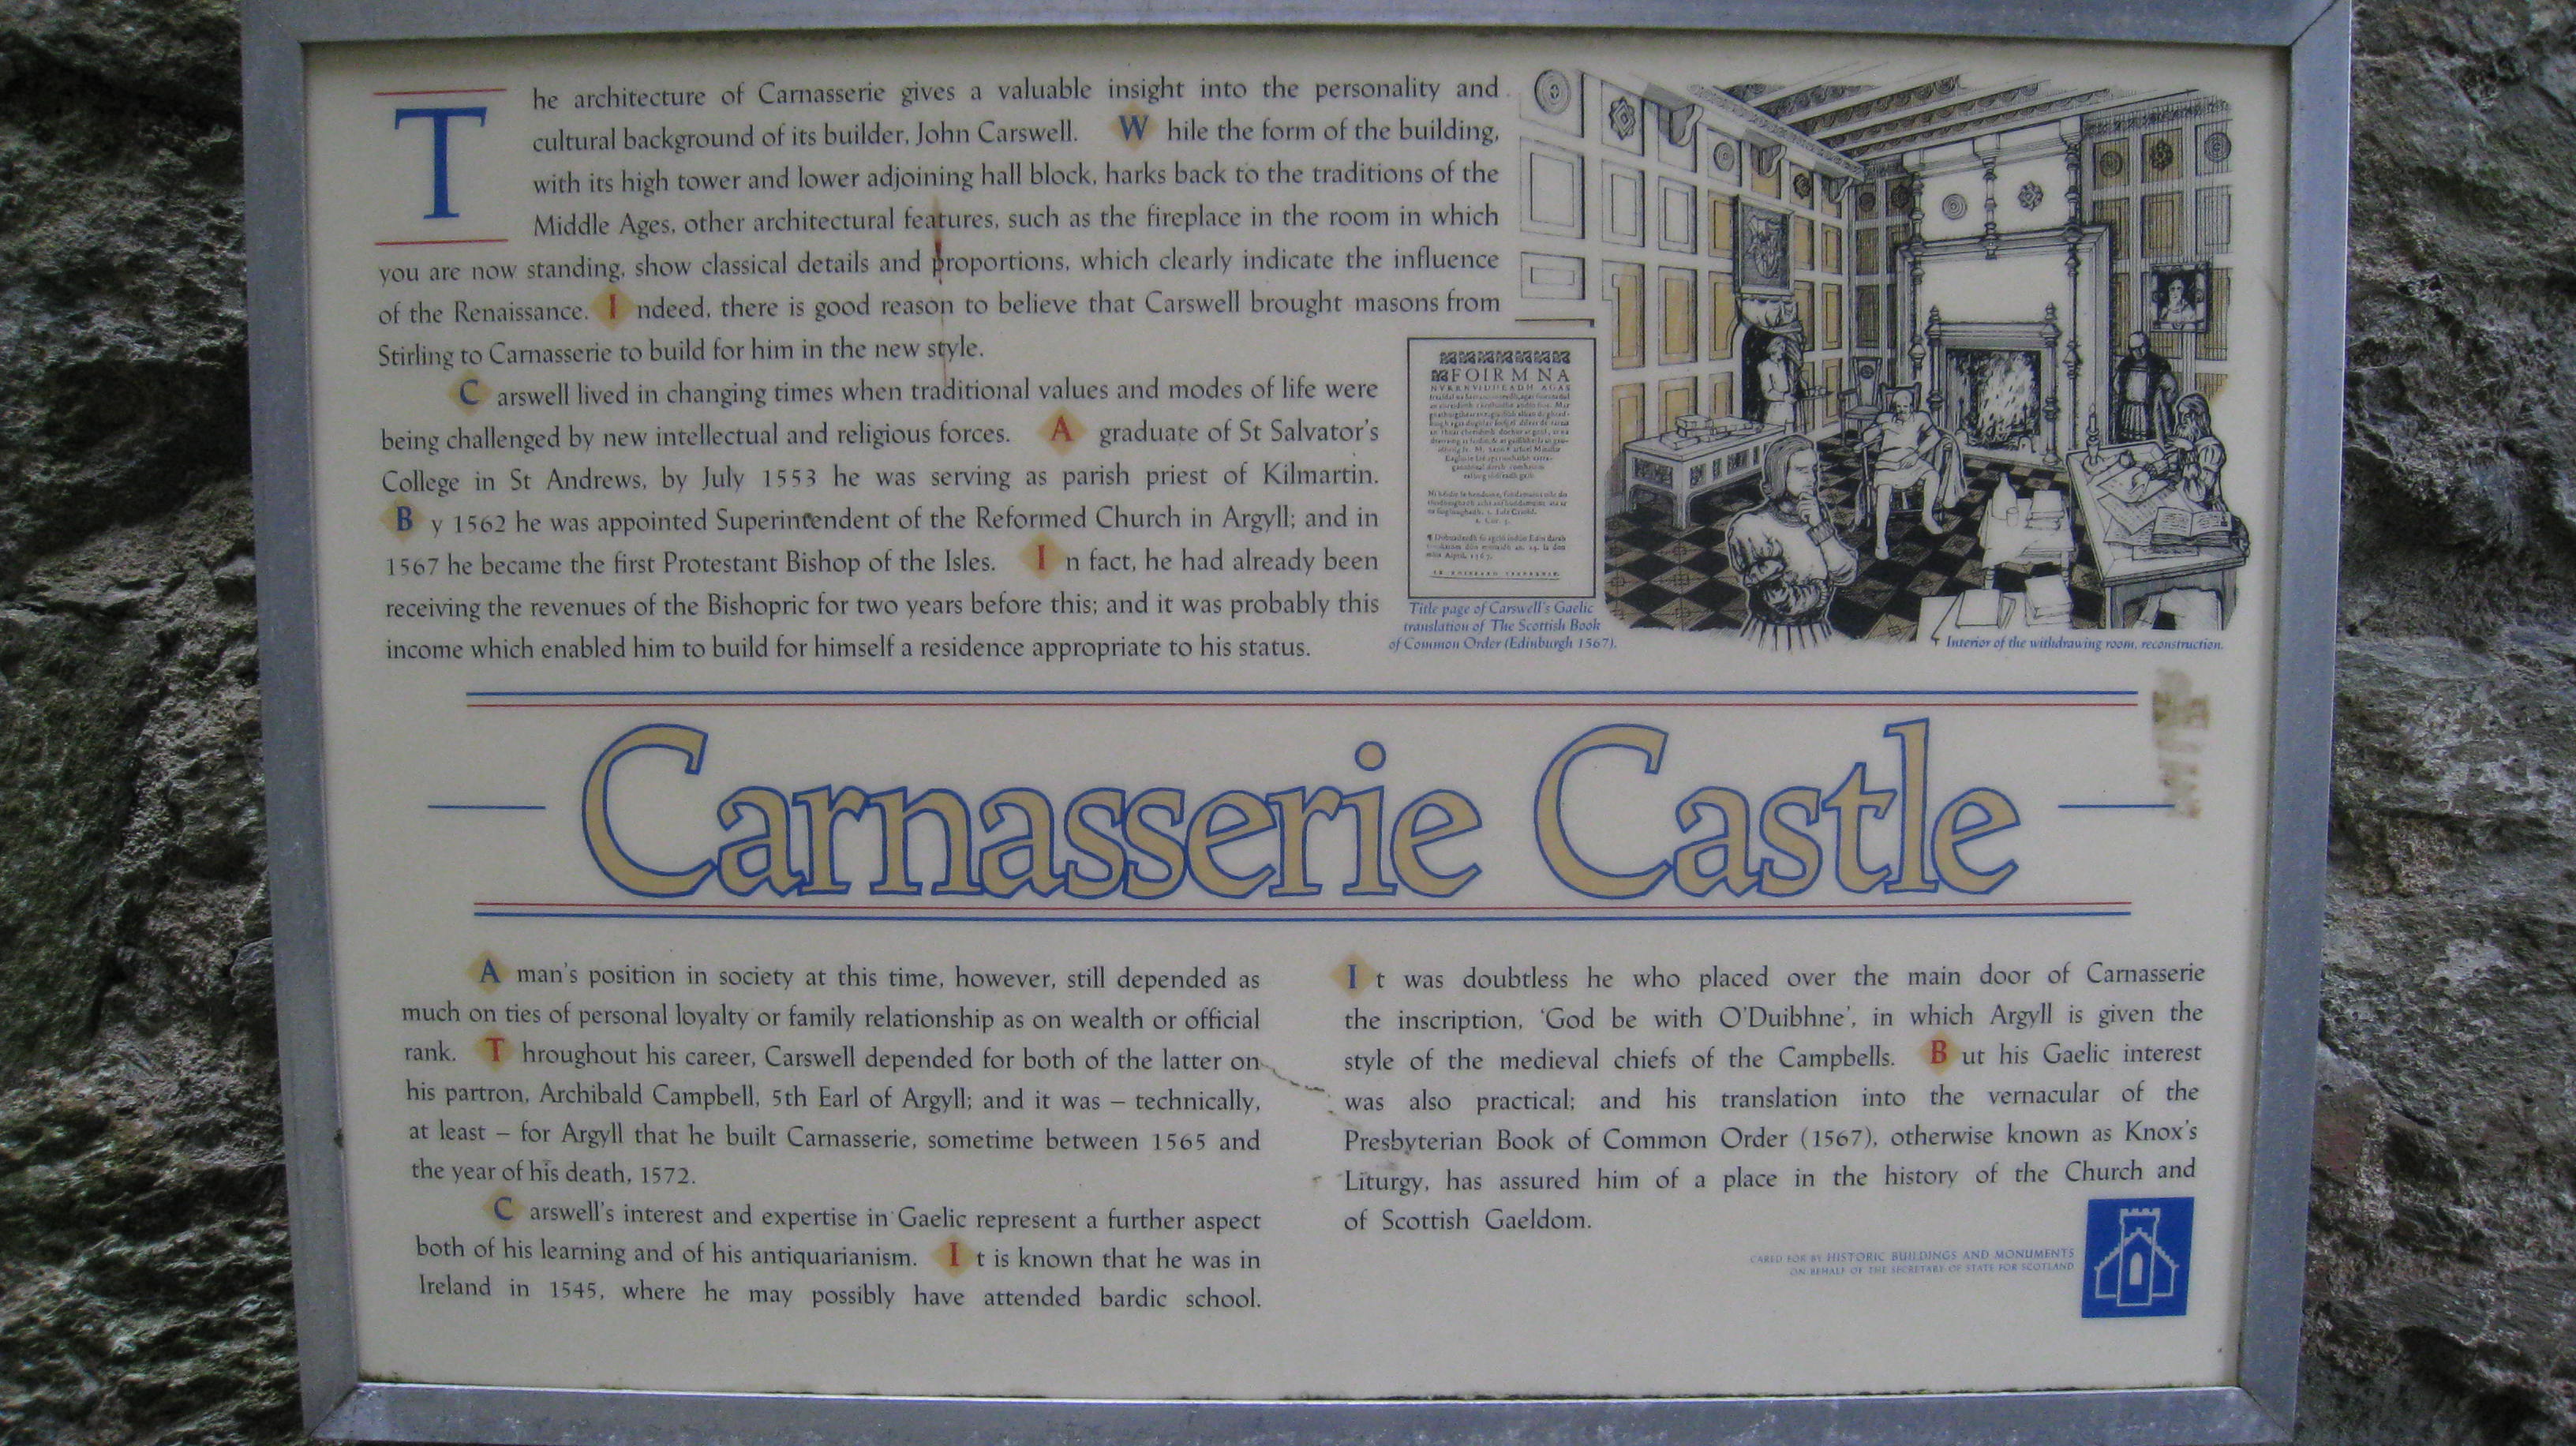 The architecture of Carnasserie gives a valuable insight into the personality and
cultural background of its builder, John Carswell. While the form of the building,
with its high tower and lower adjoining hall block, harks back to the traditions of the
Middle Ages, other architectural features, such as the fireplace in the room in which
you are now standing, show classical details and proportions, which clearly indicate the influence
of the Renaissance. Indeed, there is good reason to believe that Carswell brought masons from
Stirling to Carnasserie to build for him in the new style.
Carswell lived in changing times when traditional values and modes of life were
being challenged by new intellectual and religious forces. A graduate of St Salvator's
College in St Andrews, by July 1553 he was serving as parish priest of Kilmartin.
By 1562 he was appointed Superintendent of the Reformed Church in Argyll; and in
1567 he became the first Protestant Bishop of the Isles. In fact, he had already been
receiving the revenues of the Bishopric for two years before this; and it was probably this
income which enabled him to build for himself a residence appropriate to his status.
FOIRM NA
Title page of Carswell's Gaelic
translation of The Scottish Book
of Common Order (Edinburgh 1567).
Interior of the withdrawing room, reconstruction.
Carnasserie Castle
A man's position in society at this time, however, still depended as
much on ties of personal loyalty or family relationship as on wealth or official
rank. Throughout his career, Carswell depended for both of the latter on
his partron, Archibald Campbell, 5th Earl of Argyll; and it was – technically,
at least – for Argyll that he built Carnasserie, sometime between 1565 and
the year of his death, 1572.
Carswell's interest and expertise in Gaelic represent a further aspect
both of his learning and of his antiquarianism. It is known that he was in
Ireland in 1545, where he may possibly have attended bardic school.
It was doubtless he who placed over the main door of Carnasserie
the inscription, 'God be with O'Duibhne', in which Argyll is given the
style of the medieval chiefs of the Campbells. But his Gaelic interest
was also practical; and his translation into the vernacular of the
Presbyterian Book of Common Order (1567), otherwise known as Knox's
Liturgy, has assured him of a place in the history of the Church and
of Scottish Gaeldom.
CARED FOR BY HISTORIC BUILDINGS AND MONUMENTS
ON BEHALF OF THE SECRETARY OF STATE FOR SCOTLAND